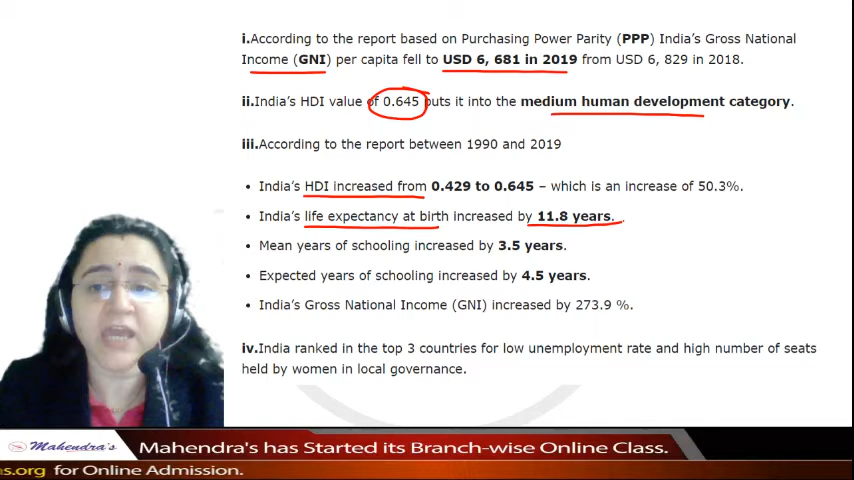 i.According to the report based on Purchasing Power Parity (PPP) India's Gross National
Income (GNI) per capita fell to USD 6, 681 in 2019 from USD 6, 829 in 2018.
ii.India's HDI value of 0.645 puts it into the medium human development category.
iii.According to the report between 1990 and 2019
• India's HDI increased from 0.429 to 0.645 – which is an increase of 50.3%.
• India's life expectancy at birth increased by 11.8 years.
• Mean years of schooling increased by 3.5 years.
• Expected years of schooling increased by 4.5 years.
• India's Gross National Income (GNI) increased by 273.9 %.
iv.India ranked in the top 3 countries for low unemployment rate and high number of seats
held by women in local governance.
Mahendra's
Mahendra's has Started its Branch-wise Online Class.
s.org for Online Admission.